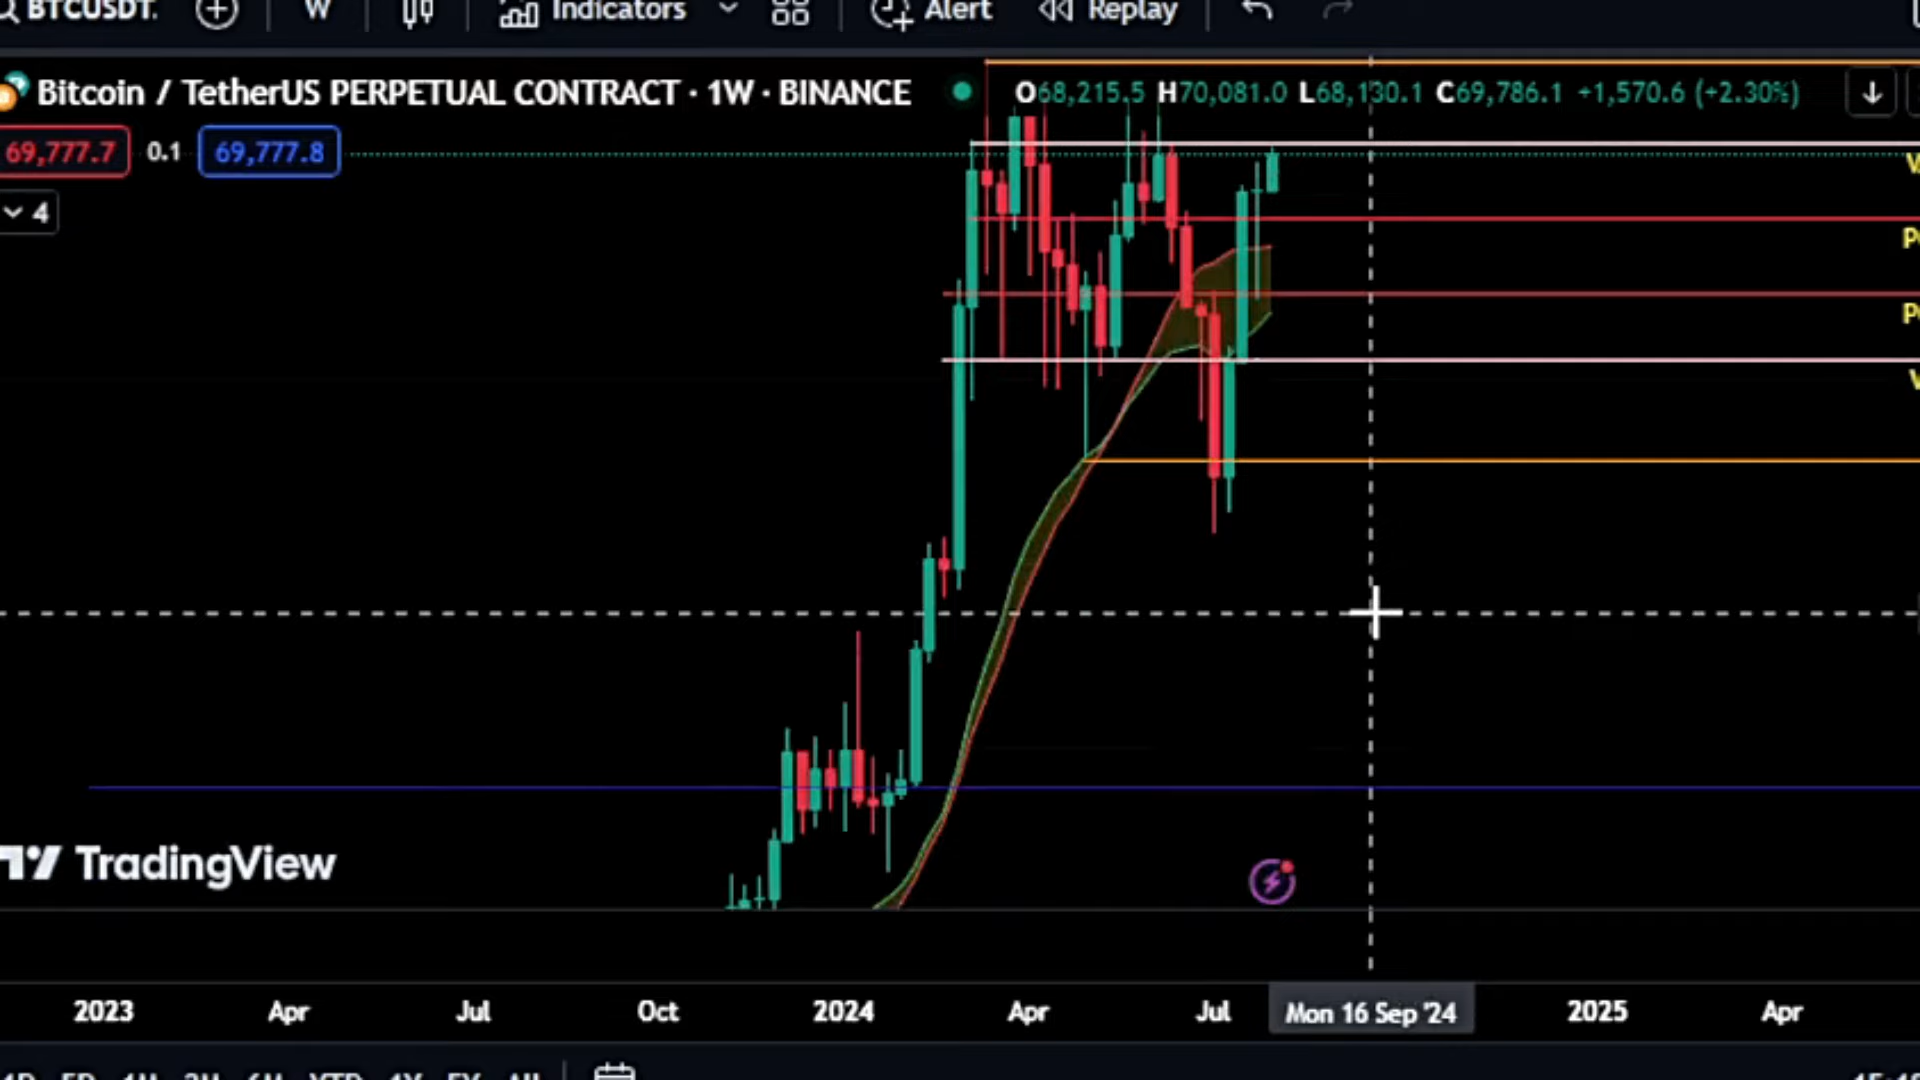 BTCUSDT. W Indicators Alert Replay
Bitcoin / TetherUS PERPETUAL CONTRACT · 1W · BINANCE O68,215.5 H70,081.0 L68,130.1 C69,786.1 +1,570.6 (+2.30%)
69,777.7 0.1 69,777.8
4
TradingView
2023 Apr Jul Oct 2024 Apr Jul Mon 16 Sep '24 2025 Apr